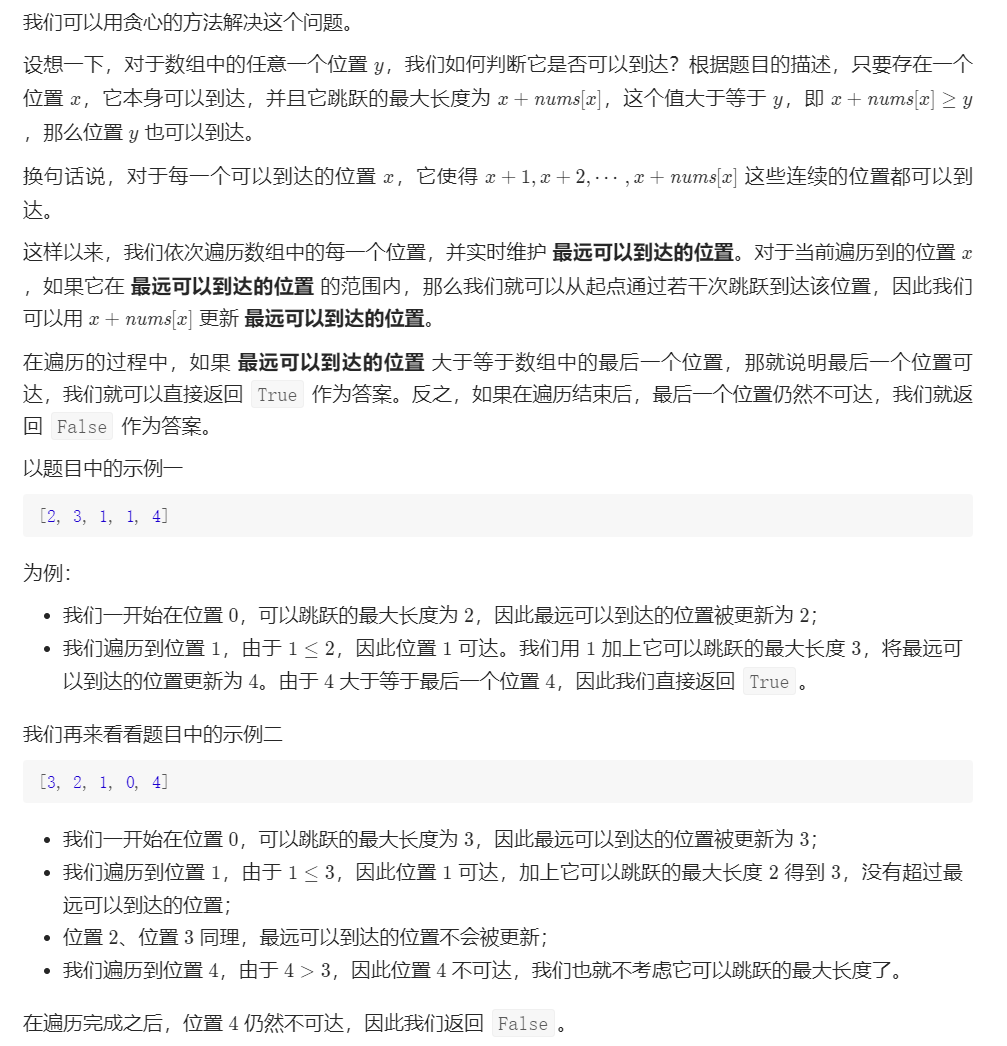 我们可以用贪心的方法解决这个问题。
设想一下，对于数组中的任意一个位置 y，我们如何判断它是否可以到达？根据题目的描述，只要存在一个
位置 x，它本身可以到达，并且它跳跃的最大长度为 x + nums[x]，这个值大于等于 y，即 x + nums[x] ≥ y
，那么位置 y 也可以到达。
换句话说，对于每一个可以到达的位置 x，它使得 x + 1, x + 2, ⋯ , x + nums[x] 这些连续的位置都可以到
达。
这样以来，我们依次遍历数组中的每一个位置，并实时维护 最远可以到达的位置。对于当前遍历到的位置 x
，如果它在 最远可以到达的位置 的范围内，那么我们就可以从起点通过若干次跳跃到达该位置，因此我们
可以用 x + nums[x] 更新 最远可以到达的位置。
在遍历的过程中，如果 最远可以到达的位置 大于等于数组中的最后一个位置，那就说明最后一个位置可
达，我们就可以直接返回 True 作为答案。反之，如果在遍历结束后，最后一个位置仍然不可达，我们就返
回 False 作为答案。
以题目中的示例一
[2, 3, 1, 1, 4]
为例：
• 我们一开始在位置 0，可以跳跃的最大长度为 2，因此最远可以到达的位置被更新为 2；
• 我们遍历到位置 1，由于 1 ≤ 2，因此位置 1 可达。我们用 1 加上它可以跳跃的最大长度 3，将最远可
以到达的位置更新为 4。由于 4 大于等于最后一个位置 4，因此我们直接返回 True 。
我们再来看看题目中的示例二
[3, 2, 1, 0, 4]
• 我们一开始在位置 0，可以跳跃的最大长度为 3，因此最远可以到达的位置被更新为 3；
• 我们遍历到位置 1，由于 1 ≤ 3，因此位置 1 可达，加上它可以跳跃的最大长度 2 得到 3，没有超过最
远可以到达的位置；
• 位置 2、位置 3 同理，最远可以到达的位置不会被更新；
• 我们遍历到位置 4，由于 4 > 3，因此位置 4 不可达，我们也就不考虑它可以跳跃的最大长度了。
在遍历完成之后，位置 4 仍然不可达，因此我们返回 False 。